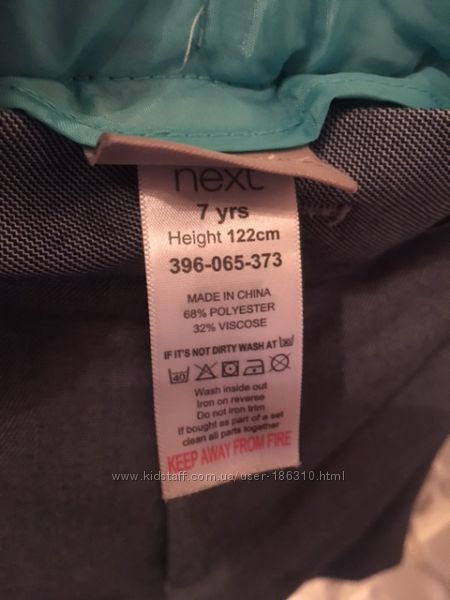 next
7 yrs
Height 122cm
396-065-373
MADE IN CHINA
68% POLYESTER
32% VISCOSE
IF IT'S NOT DIRTY WASH AT 30
40
Wash inside out
Iron on reverse
Do not iron trim
If bought as part of a set
clean all parts together
KEEP AWAY FROM FIRE
www.kidstaff.com.ua/user-186310.html